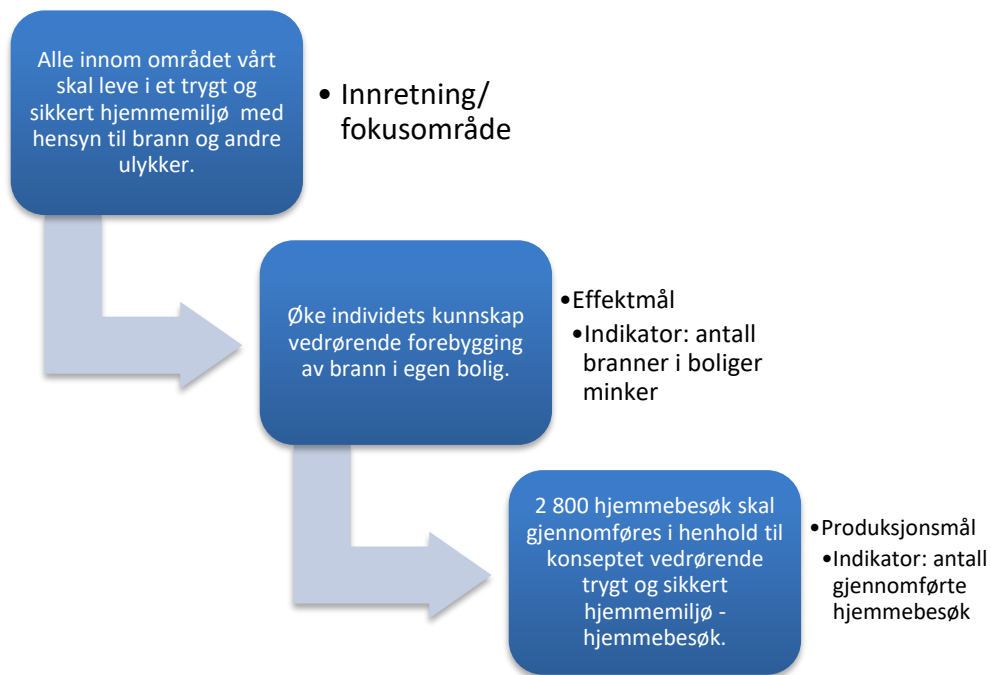 Alle innom området vårt
skal leve i et trygt og
sikkert hjemmemiljø med
hensyn til brann og andre
ulykker.
• Innretning/
fokusområde
Øke individets kunnskap
vedrørende forebygging
av brann i egen bolig.
•Effektmål
•Indikator: antall
branner i boliger
minker
2 800 hjemmebesøk skal
gjennomføres i henhold til
konseptet vedrørende
trygt og sikkert
hjemmemiljø -
hjemmebesøk.
•Produksjonsmål
•Indikator: antall
gjennomførte
hjemmebesøk